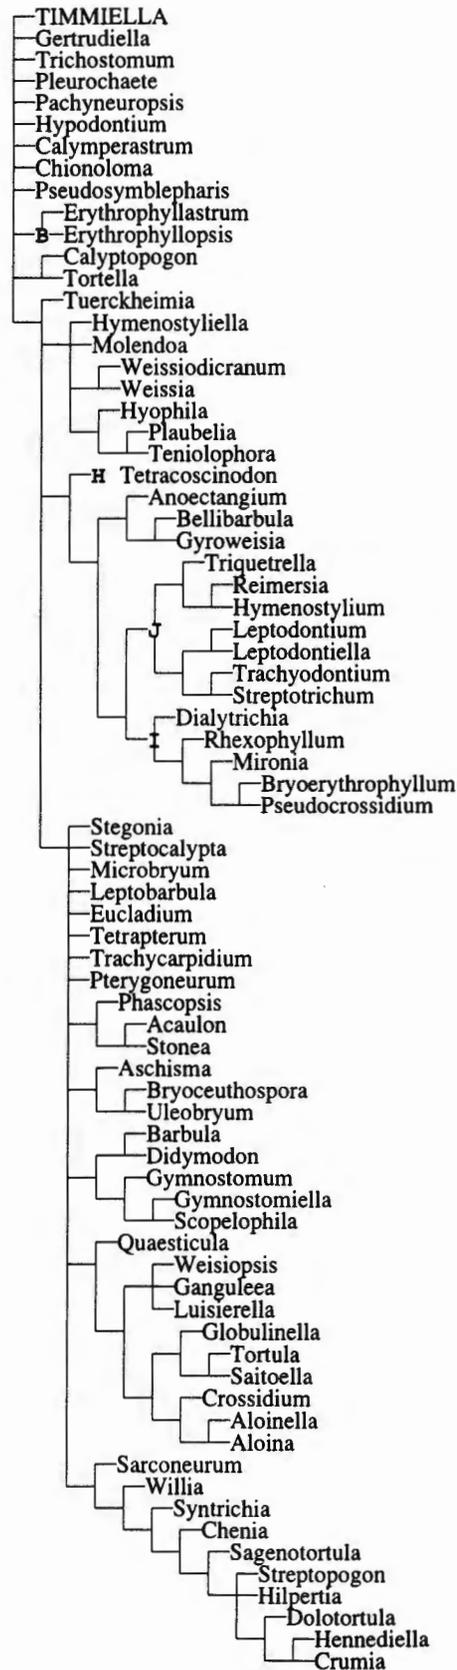 TIMMIELLA
Gertrudiella
Trichostomum
Pleurochaete
Pachyneuropsis
Hypodontium
Calymperastrum
Chionoloma
Pseudosymblepharis
Erythrophyllastrum
B Erythrophyllopsis
Calyptopogon
Tortella
Tuerckheimia
Hymenostyliella
Molendoa
Weissiodicranum
Weissia
Hyophila
Plaubelia
Teniolophora
H Tetracoscinodon
Anoectangium
Bellibarbula
Gyroweisia
Triquetrella
Reimersia
Hymenostylium
J Leptodontium
Leptodontiella
Trachyodontium
Streptotrichum
Dialytrichia
I Rhexophyllum
Mironia
Bryoerythrophyllum
Pseudocrossidium
Stegonia
Streptocalypta
Microbryum
Leptobarbula
Eucladium
Tetrapterum
Trachycarpidium
Pterygoneurum
Phascopsis
Acaulon
Stonea
Aschisma
Bryoceuthospora
Uleobryum
Barbula
Didymodon
Gymnostomum
Gymnostomiella
Scopelophila
Quaesticula
Weisiopsis
Ganguleea
Luisierella
Globulinella
Tortula
Saitoella
Crossidium
Aloinella
Aloina
Sarconeurum
Willia
Syntrichia
Chenia
Sagenotortula
Streptopogon
Hilpertia
Dolotortula
Hennediella
Crumia